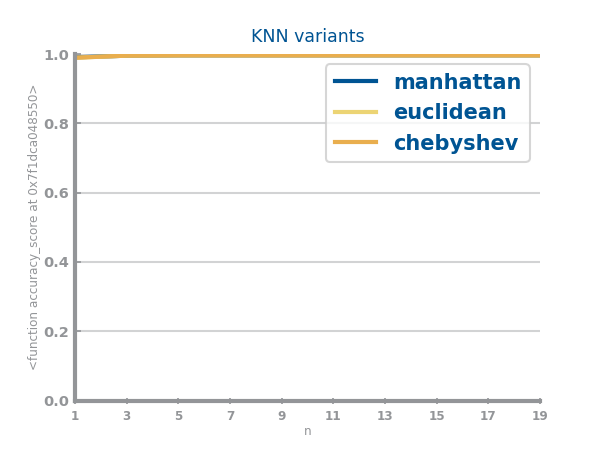 KNN variants
1.0
0.8
0.6
0.4
0.2
0.0
<function accuracy_score at 0x7f1dca048550>
manhattan
euclidean
chebyshev
1 3 5 7 9 11 13 15 17 19
n